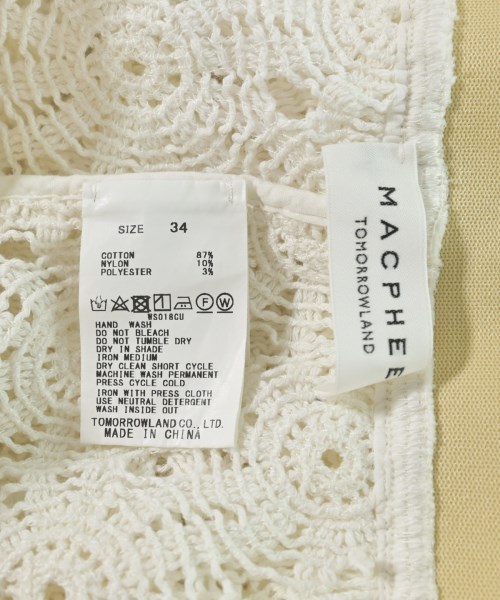 SIZE 34
COTTON 87%
NYLON 10%
POLYESTER 3%
WS018CU
HAND WASH
DO NOT BLEACH
DO NOT TUMBLE DRY
DRY IN SHADE
IRON MEDIUM
DRY CLEAN SHORT CYCLE
MACHINE WASH PERMANENT
PRESS CYCLE COLD
IRON WITH PRESS CLOTH
USE NEUTRAL DETERGENT
WASH INSIDE OUT
TOMORROWLAND CO., LTD.
MADE IN CHINA
MACPHEE
TOMORROWLAND